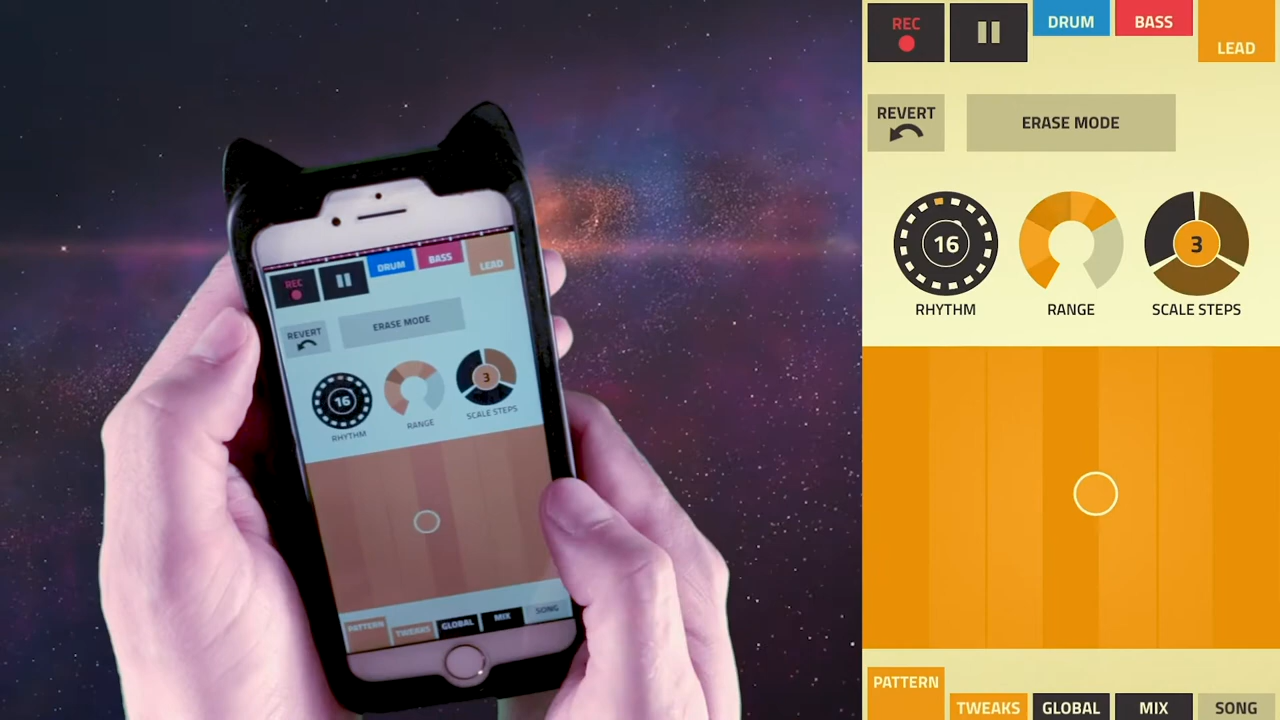 REC
DRUM
BASS
LEAD
REVERT
ERASE MODE
16
3
RHYTHM
RANGE
SCALE STEPS
PATTERN
TWEAKS
GLOBAL
MIX
SONG
REC
DRUM
BASS
LEAD
REVERT
ERASE MODE
16
3
RHYTHM
RANGE
SCALE STEPS
PATTERN
TWEAKS
GLOBAL
MIX
SONG